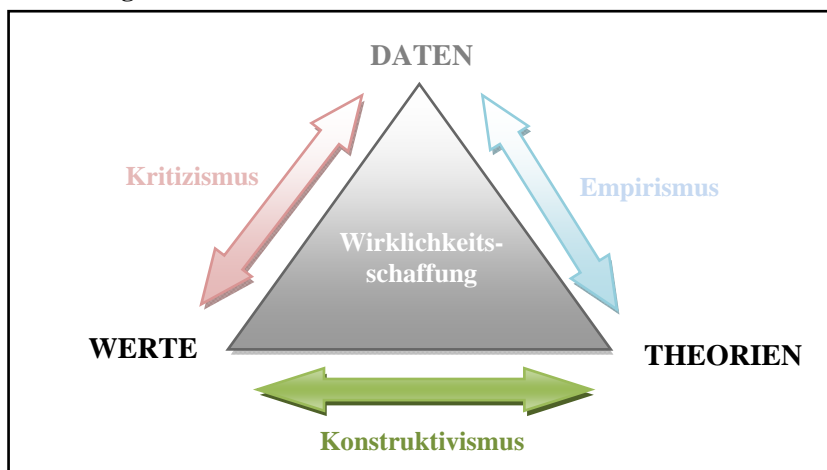 DATEN
Kritizismus
Empirismus
Wirklichkeits-
schaffung
WERTE
THEORIEN
Konstruktivismus